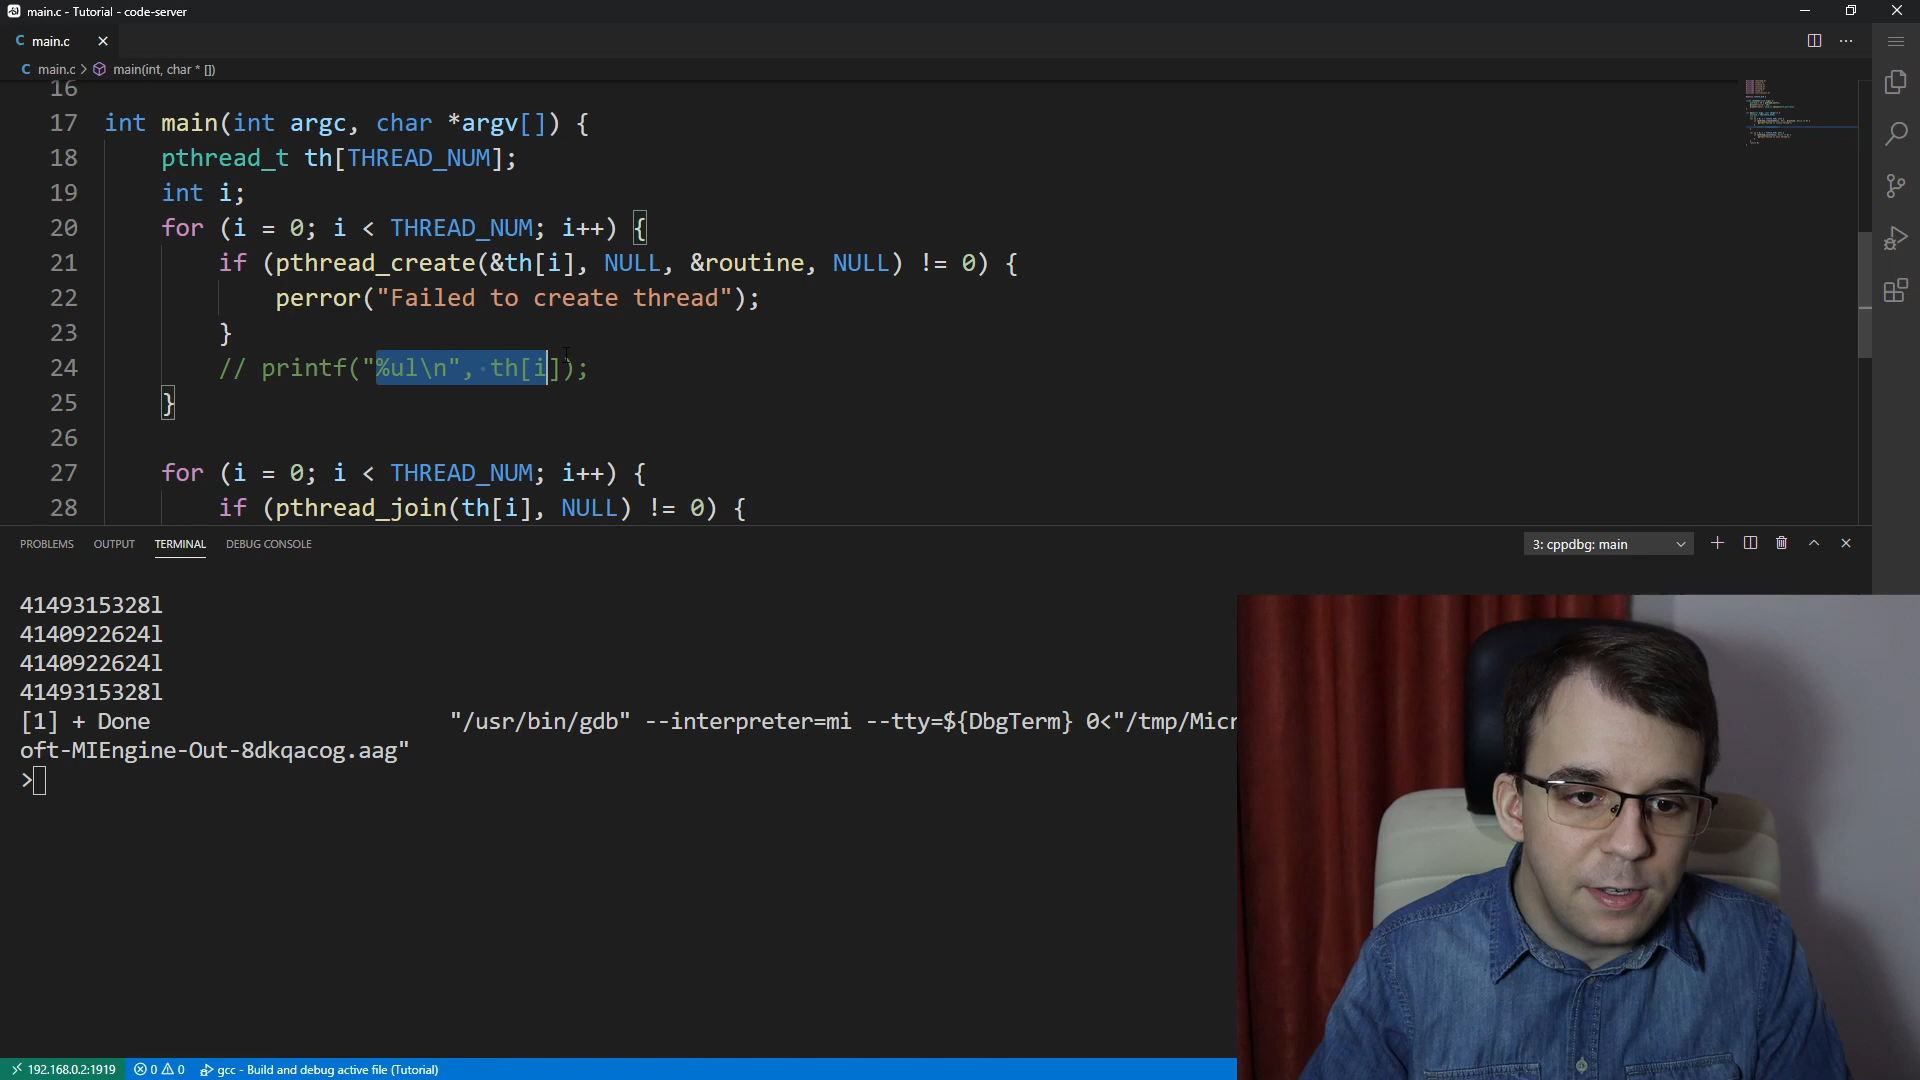 main.c - Tutorial - code-server
C main.c
C main.c > main(int, char * [])
16
17 int main(int argc, char *argv[]) {
18 pthread_t th[THREAD_NUM];
19 int i;
20 for (i = 0; i < THREAD_NUM; i++) {
21 if (pthread_create(&th[i], NULL, &routine, NULL) != 0) {
22 perror("Failed to create thread");
23 }
24 // printf("%ul\n", th[i]);
25 }
26
27 for (i = 0; i < THREAD_NUM; i++) {
28 if (pthread_join(th[i], NULL) != 0) {
PROBLEMS OUTPUT TERMINAL DEBUG CONSOLE 3: cppdbg: main
4149315328l
4140922624l
4140922624l
4149315328l
[1] + Done "/usr/bin/gdb" --interpreter=mi --tty=${DbgTerm} 0<"/tmp/Micr
oft-MIEngine-Out-8dkqacog.aag"
>
192.168.0.2:1919 0 0 gcc - Build and debug active file (Tutorial)